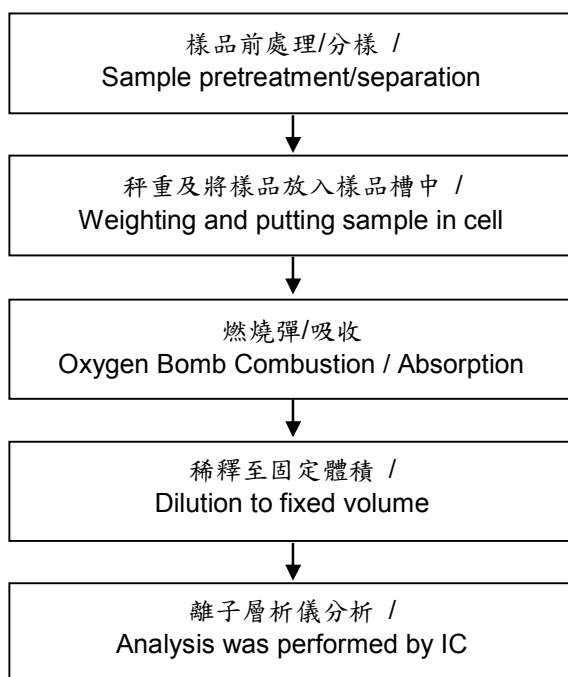 樣品前處理/分樣 /
Sample pretreatment/separation
秤重及將樣品放入樣品槽中 /
Weighting and putting sample in cell
燃燒彈/吸收
Oxygen Bomb Combustion / Absorption
稀釋至固定體積 /
Dilution to fixed volume
離子層析儀分析 /
Analysis was performed by IC